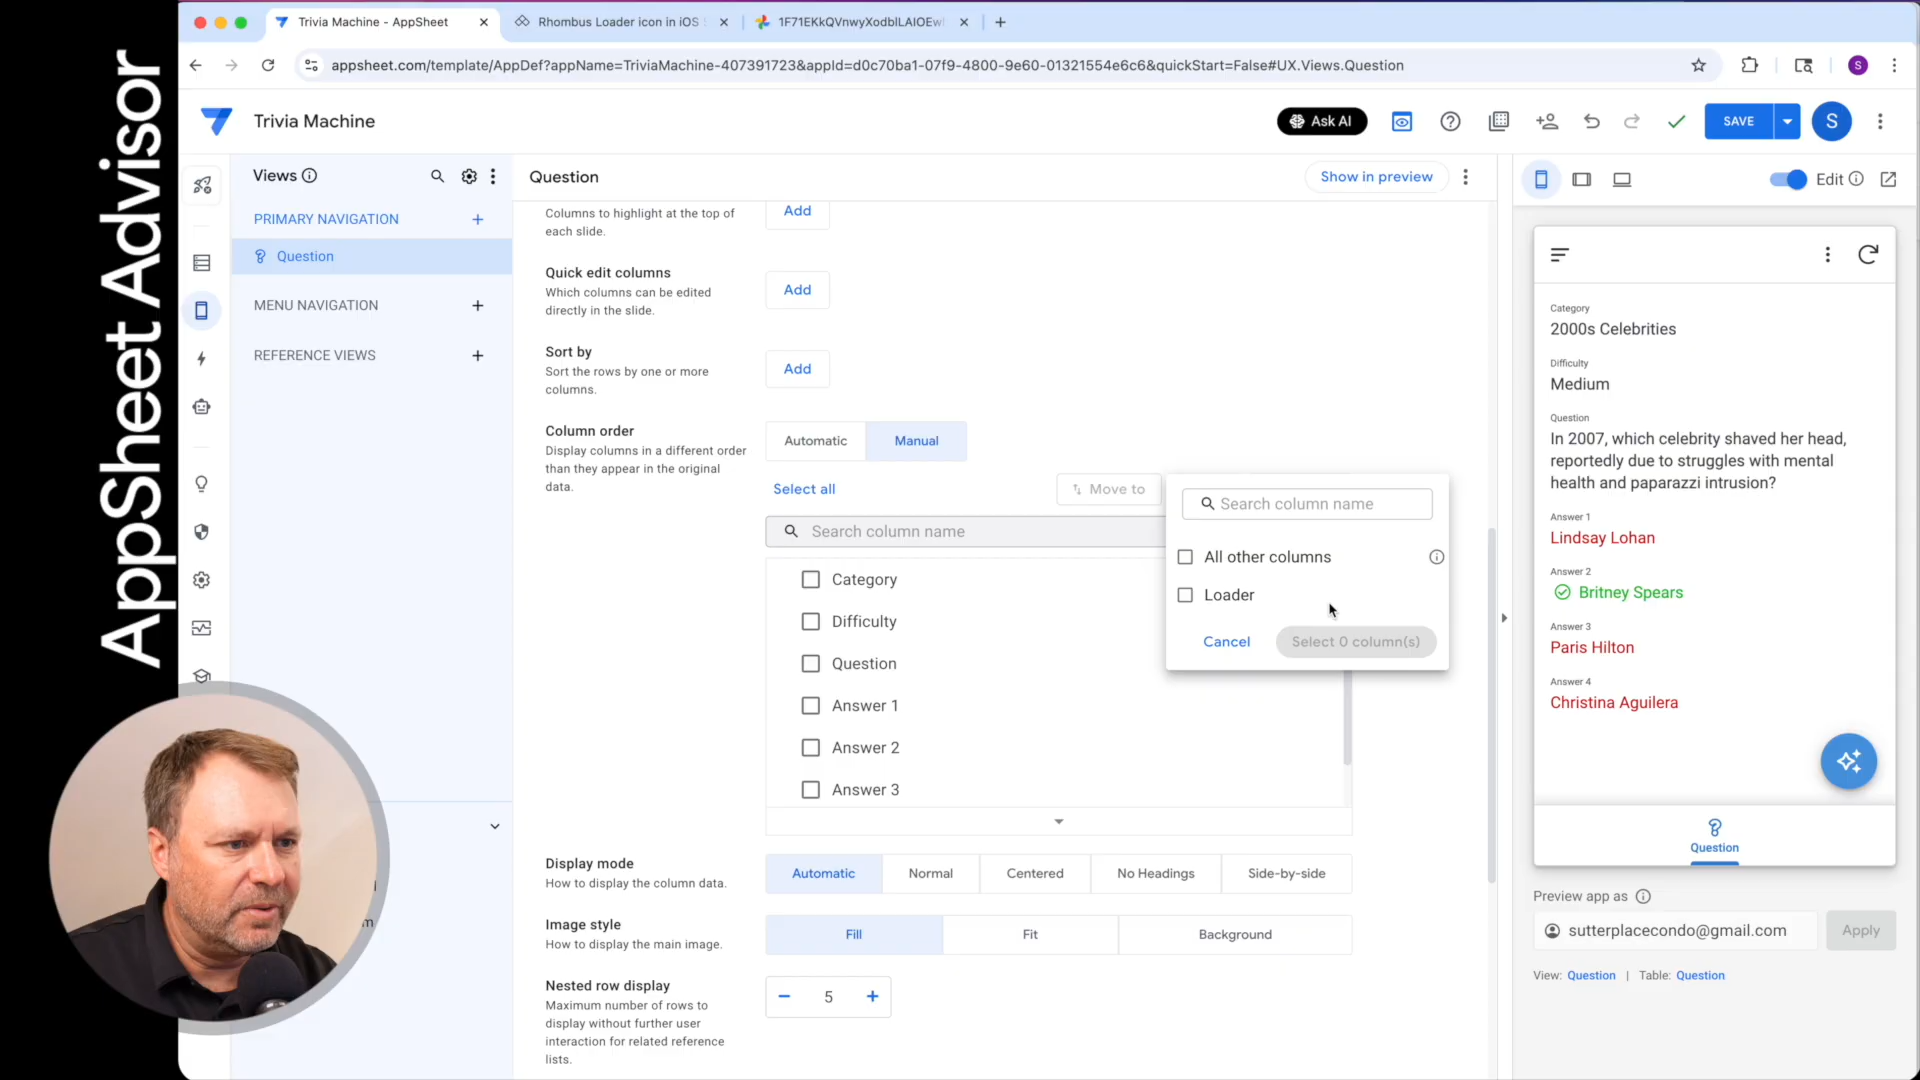 AppSheet Advisor
Trivia Machine - AppSheet
Rhombus Loader icon in iOS
1F71EKkQVnwyXodblLAIOEw
appsheet.com/template/AppDef?appName=TriviaMachine-407391723&appId=d0c70ba1-07f9-4800-9e60-01321554e6c6&quickStart=False#UX.Views.Question
S
Trivia Machine
Ask AI
SAVE
S
Views
PRIMARY NAVIGATION
Question
MENU NAVIGATION
REFERENCE VIEWS
Question
Show in preview
Columns to highlight at the top of
each slide.
Add
Quick edit columns
Which columns can be edited
directly in the slide.
Add
Sort by
Sort the rows by one or more
columns.
Add
Column order
Display columns in a different order
than they appear in the original
data.
Automatic
Manual
Select all
Move to
Search column name
Category
Difficulty
Question
Answer 1
Answer 2
Answer 3
Search column name
All other columns
Loader
Cancel
Select 0 column(s)
Display mode
How to display the column data.
Automatic
Normal
Centered
No Headings
Side-by-side
Image style
How to display the main image.
Fill
Fit
Background
Nested row display
Maximum number of rows to
display without further user
interaction for related reference
lists.
5
Edit
Category
2000s Celebrities
Difficulty
Medium
Question
In 2007, which celebrity shaved her head,
reportedly due to struggles with mental
health and paparazzi intrusion?
Answer 1
Lindsay Lohan
Answer 2
Britney Spears
Answer 3
Paris Hilton
Answer 4
Christina Aguilera
Question
Preview app as
sutterplacecondo@gmail.com
Apply
View: Question | Table: Question